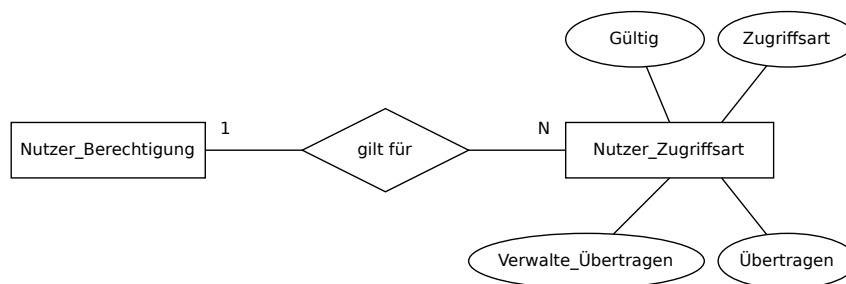 Gültig
Zugriffsart
Nutzer_Berechtigung
1
gilt für
N
Nutzer_Zugriffsart
Verwalte_Übertragen
Übertragen